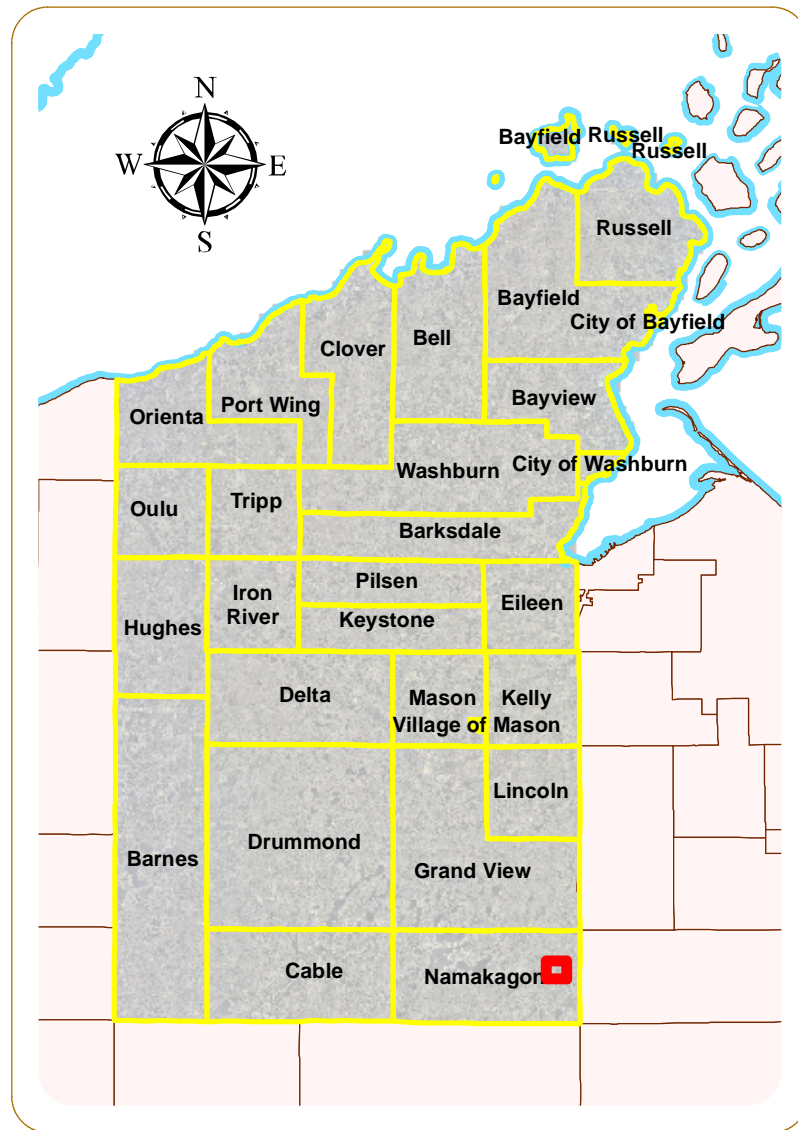 N
W
E
S
Bayfield
Russell
Russell
Russell
Bayfield
City of Bayfield
Clover
Bell
Bayview
Orienta
Port Wing
Washburn
City of Washburn
Oulu
Tripp
Barksdale
Pilsen
Iron
River
Eileen
Keystone
Hughes
Delta
Mason
Kelly
Village of Mason
Lincoln
Drummond
Barnes
Grand View
Cable
Namakagon